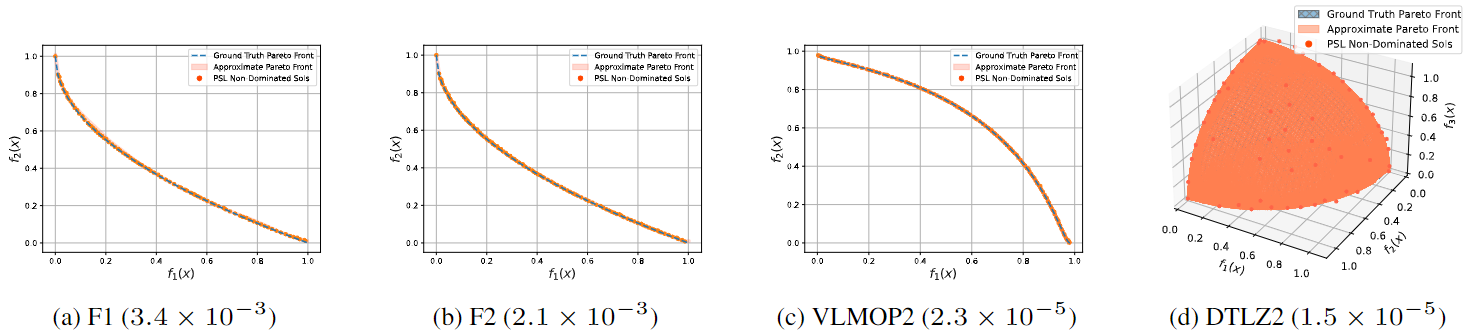 Ground Truth Pareto Front
Approximate Pareto Front
PSL Non-Dominated Sols
1.0
0.8
0.6
0.4
0.2
0.0
f₂(x)
0.0 0.2 0.4 0.6 0.8 1.0
f₁(x)
(a) F1 (3.4 × 10⁻³)
Ground Truth Pareto Front
Approximate Pareto Front
PSL Non-Dominated Sols
1.0
0.8
0.6
0.4
0.2
0.0
f₂(x)
0.0 0.2 0.4 0.6 0.8 1.0
f₁(x)
(b) F2 (2.1 × 10⁻³)
Ground Truth Pareto Front
Approximate Pareto Front
PSL Non-Dominated Sols
1.0
0.8
0.6
0.4
0.2
0.0
f₂(x)
0.0 0.2 0.4 0.6 0.8 1.0
f₁(x)
(c) VLMOP2 (2.3 × 10⁻⁵)
Ground Truth Pareto Front
Approximate Pareto Front
PSL Non-Dominated Sols
1.0
0.8
0.6
0.4
0.2
0.0
f₃(x)
0.0
0.2
0.4
0.6
0.8
1.0
f₂(x)
0.0 0.2 0.4 0.6 0.8 1.0
f₁(x)
(d) DTLZ2 (1.5 × 10⁻⁵)